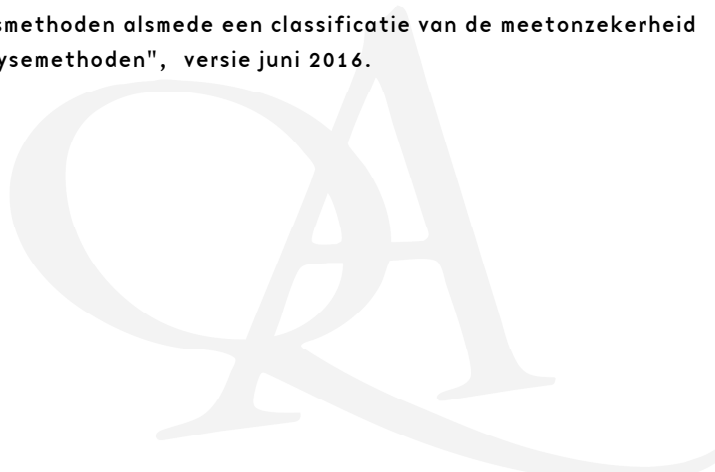 smethoden alsmede een classificatie van de meetonzekerheid
ysemethoden", versie juni 2016.